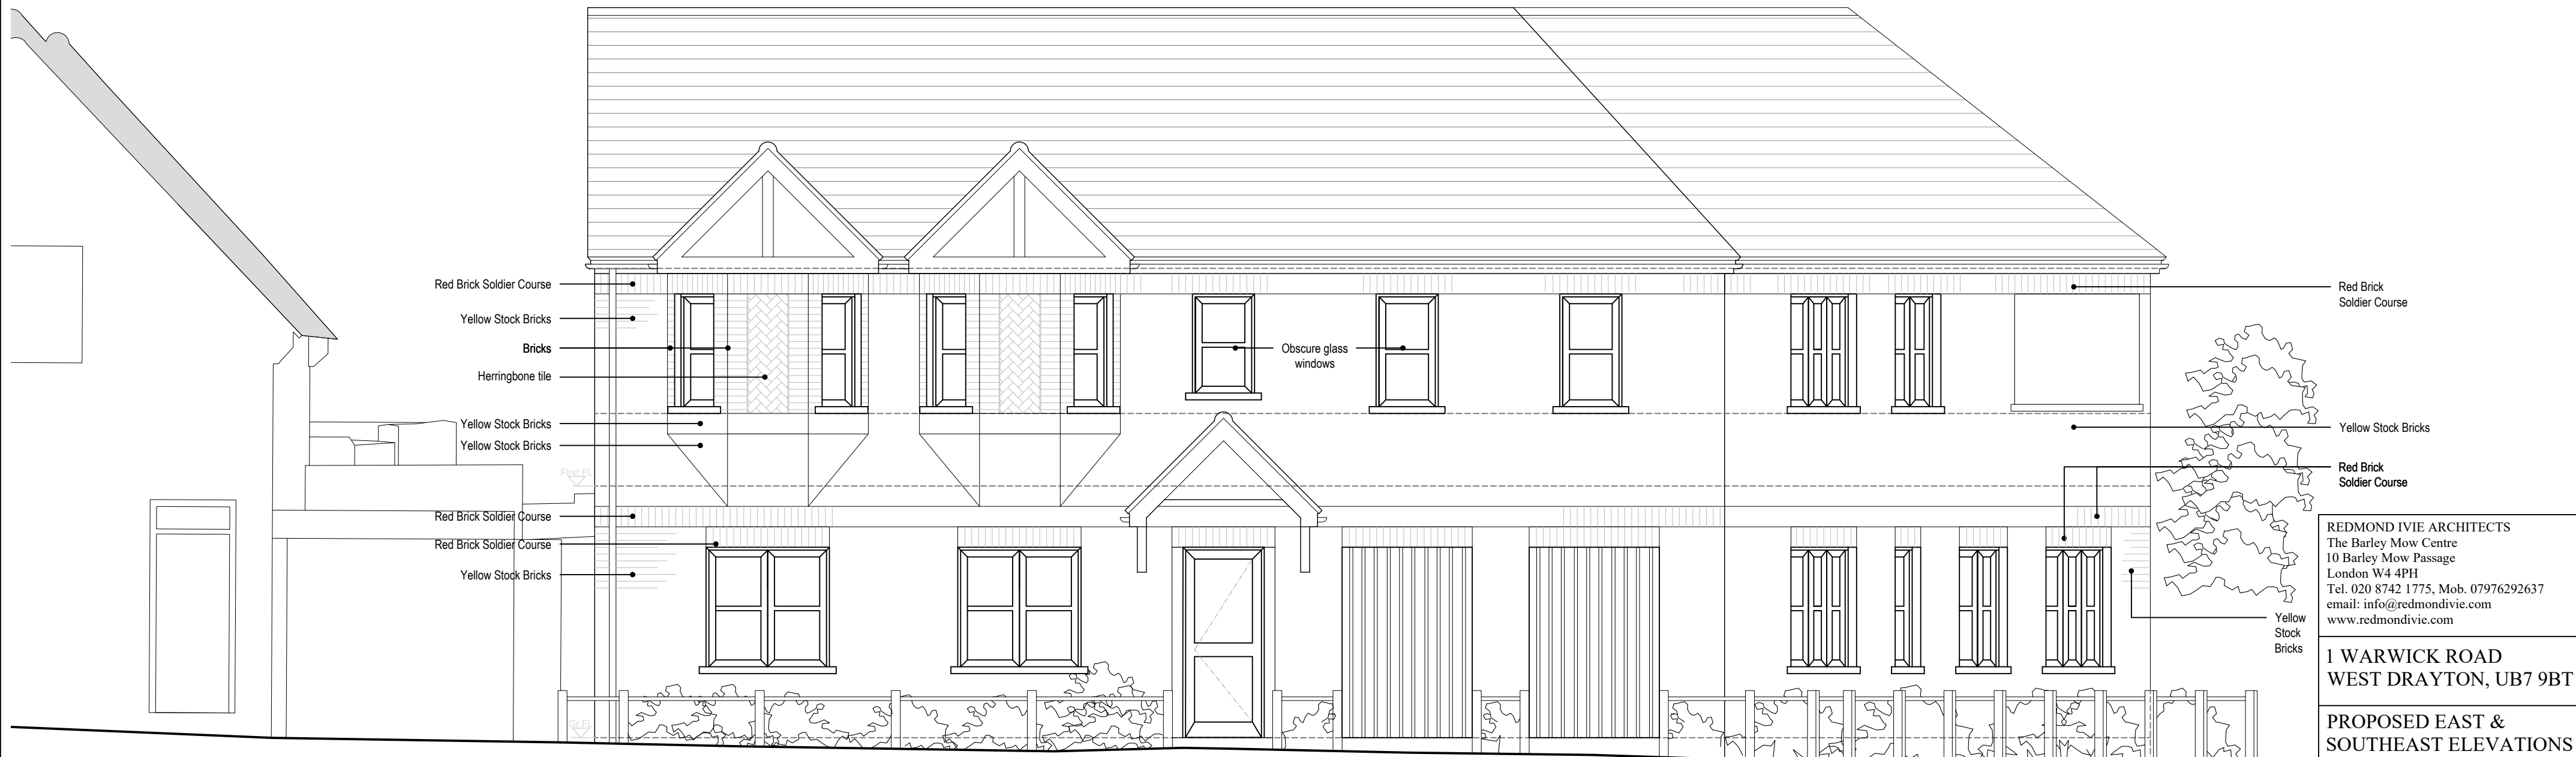 Red Brick Soldier Course
Yellow Stock Bricks
Bricks
Herringbone tile
Yellow Stock Bricks
Yellow Stock Bricks
First FL
Red Brick Soldier Course
Red Brick Soldier Course
Yellow Stock Bricks
Gr FL
Obscure glass
windows
Red Brick
Soldier Course
Yellow Stock Bricks
Red Brick
Soldier Course
Yellow
Stock
Bricks
REDMOND IVIE ARCHITECTS
The Barley Mow Centre
10 Barley Mow Passage
London W4 4PH
Tel. 020 8742 1775, Mob. 07976292637
email: info@redmondivie.com
www.redmondivie.com
1 WARWICK ROAD
WEST DRAYTON, UB7 9BT
PROPOSED EAST &
SOUTHEAST ELEVATIONS